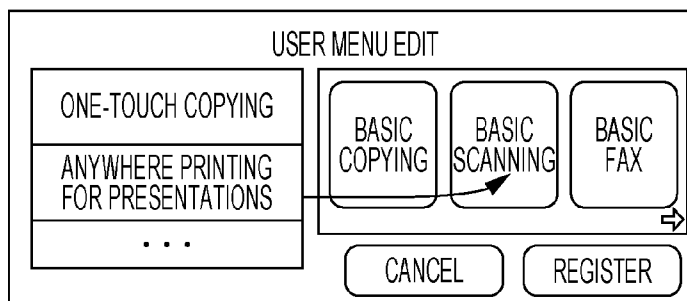 USER MENU EDIT
ONE-TOUCH COPYING
ANYWHERE PRINTING
FOR PRESENTATIONS
. . .
BASIC
COPYING
BASIC
SCANNING
BASIC
FAX
CANCEL
REGISTER